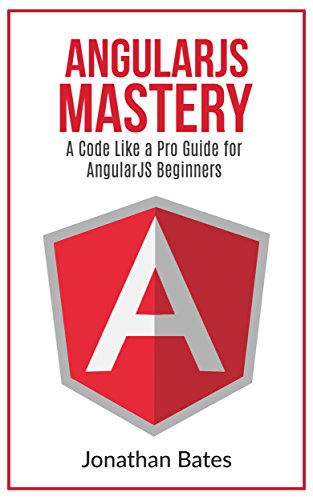 ANGULARJS
MASTERY
A Code Like a Pro Guide for
AngularJS Beginners
A
Jonathan Bates